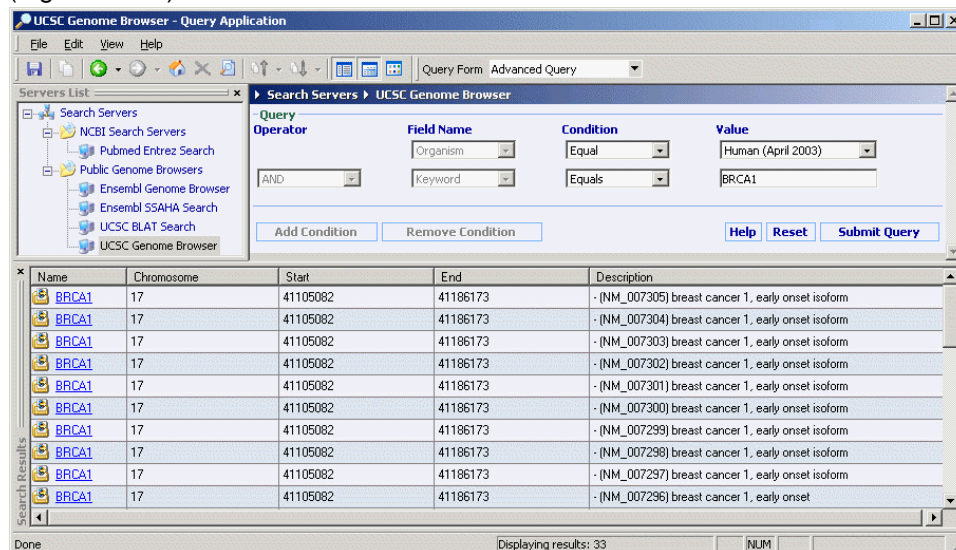 UCSC Genome Browser - Query Application
File Edit View Help
Query Form Advanced Query
Servers List
Search Servers
NCBI Search Servers
Pubmed Entrez Search
Public Genome Browsers
Ensembl Genome Browser
Ensembl SSAHA Search
UCSC BLAT Search
UCSC Genome Browser
Search Servers UCSC Genome Browser
Query
Operator Field Name Condition Value
Organism Equal Human (April 2003)
AND Keyword Equals BRCA1
Add Condition Remove Condition Help Reset Submit Query
Search Results
Name Chromosome Start End Description
BRCA1 17 41105082 41186173 - (NM_007305) breast cancer 1, early onset isoform
BRCA1 17 41105082 41186173 - (NM_007304) breast cancer 1, early onset isoform
BRCA1 17 41105082 41186173 - (NM_007303) breast cancer 1, early onset isoform
BRCA1 17 41105082 41186173 - (NM_007302) breast cancer 1, early onset isoform
BRCA1 17 41105082 41186173 - (NM_007301) breast cancer 1, early onset isoform
BRCA1 17 41105082 41186173 - (NM_007300) breast cancer 1, early onset isoform
BRCA1 17 41105082 41186173 - (NM_007299) breast cancer 1, early onset isoform
BRCA1 17 41105082 41186173 - (NM_007298) breast cancer 1, early onset isoform
BRCA1 17 41105082 41186173 - (NM_007297) breast cancer 1, early onset isoform
BRCA1 17 41105082 41186173 - (NM_007296) breast cancer 1, early onset
Done Displaying results: 33 NUM